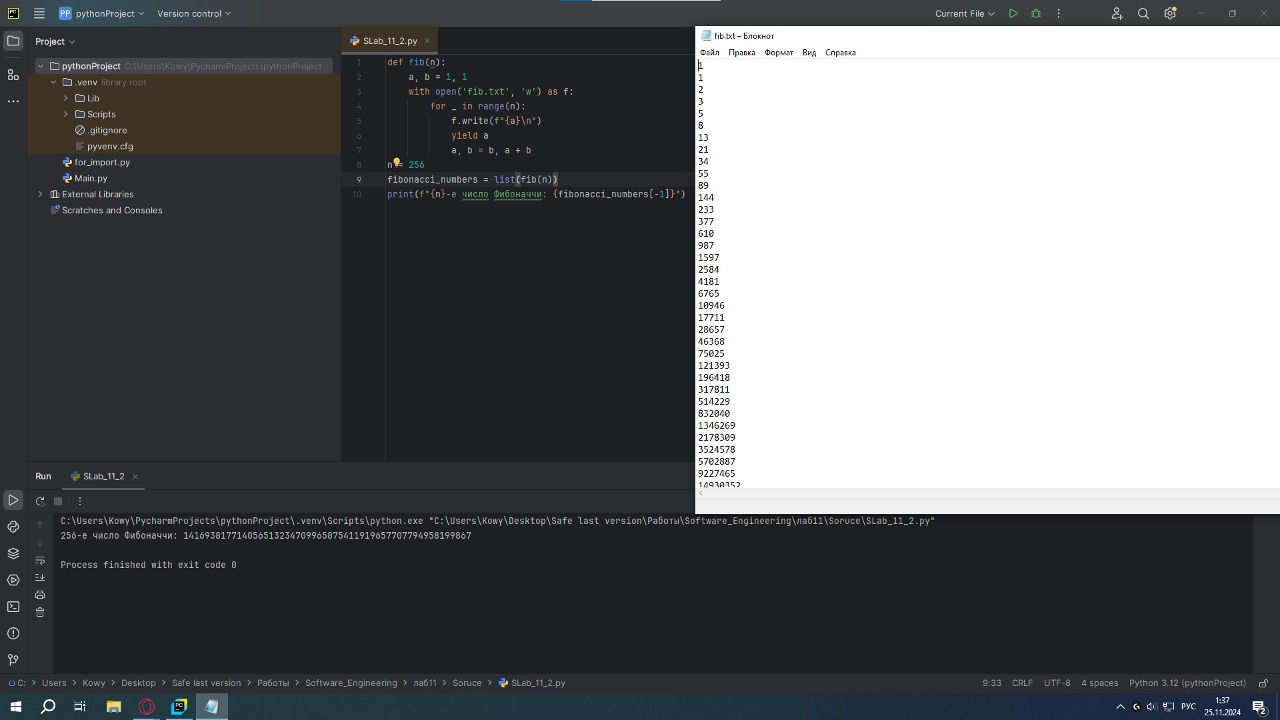 PP pythonProject Version control Current File
Project
SLab_11_2.py
pythonProject C:\Users\Kowy\PycharmProjects\pythonProject
.venv library root
Lib
Scripts
.gitignore
pyvenv.cfg
for_import.py
Main.py
External Libraries
Scratches and Consoles
1 def fib(n):
2 a, b = 1, 1
3 with open('fib.txt', 'w') as f:
4 for _ in range(n):
5 f.write(f"{a}\n")
6 yield a
7 a, b = b, a + b
8 n = 256
9 fibonacci_numbers = list(fib(n))
10 print(f"{n}-е число Фибоначчи: {fibonacci_numbers[-1]}")
fib.txt – Блокнот
Файл Правка Формат Вид Справка
1
1
2
3
5
8
13
21
34
55
89
144
233
377
610
987
1597
2584
4181
6765
10946
17711
28657
46368
75025
121393
196418
317811
514229
832040
1346269
2178309
3524578
5702887
9227465
14930352
Run SLab_11_2
C:\Users\Kowy\PycharmProjects\pythonProject\.venv\Scripts\python.exe "C:\Users\Kowy\Desktop\Safe last version\Работы\Software_Engineering\лаб11\Soruce\SLab_11_2.py"
256-е число Фибоначчи: 141693817714056513234709965875411919657707794958199867
Process finished with exit code 0
C: Users Kowy Desktop Safe last version Работы Software_Engineering лаб11 Soruce SLab_11_2.py 9:33 CRLF UTF-8 4 spaces Python 3.12 (pythonProject)
РУС 1:37
25.11.2024
2